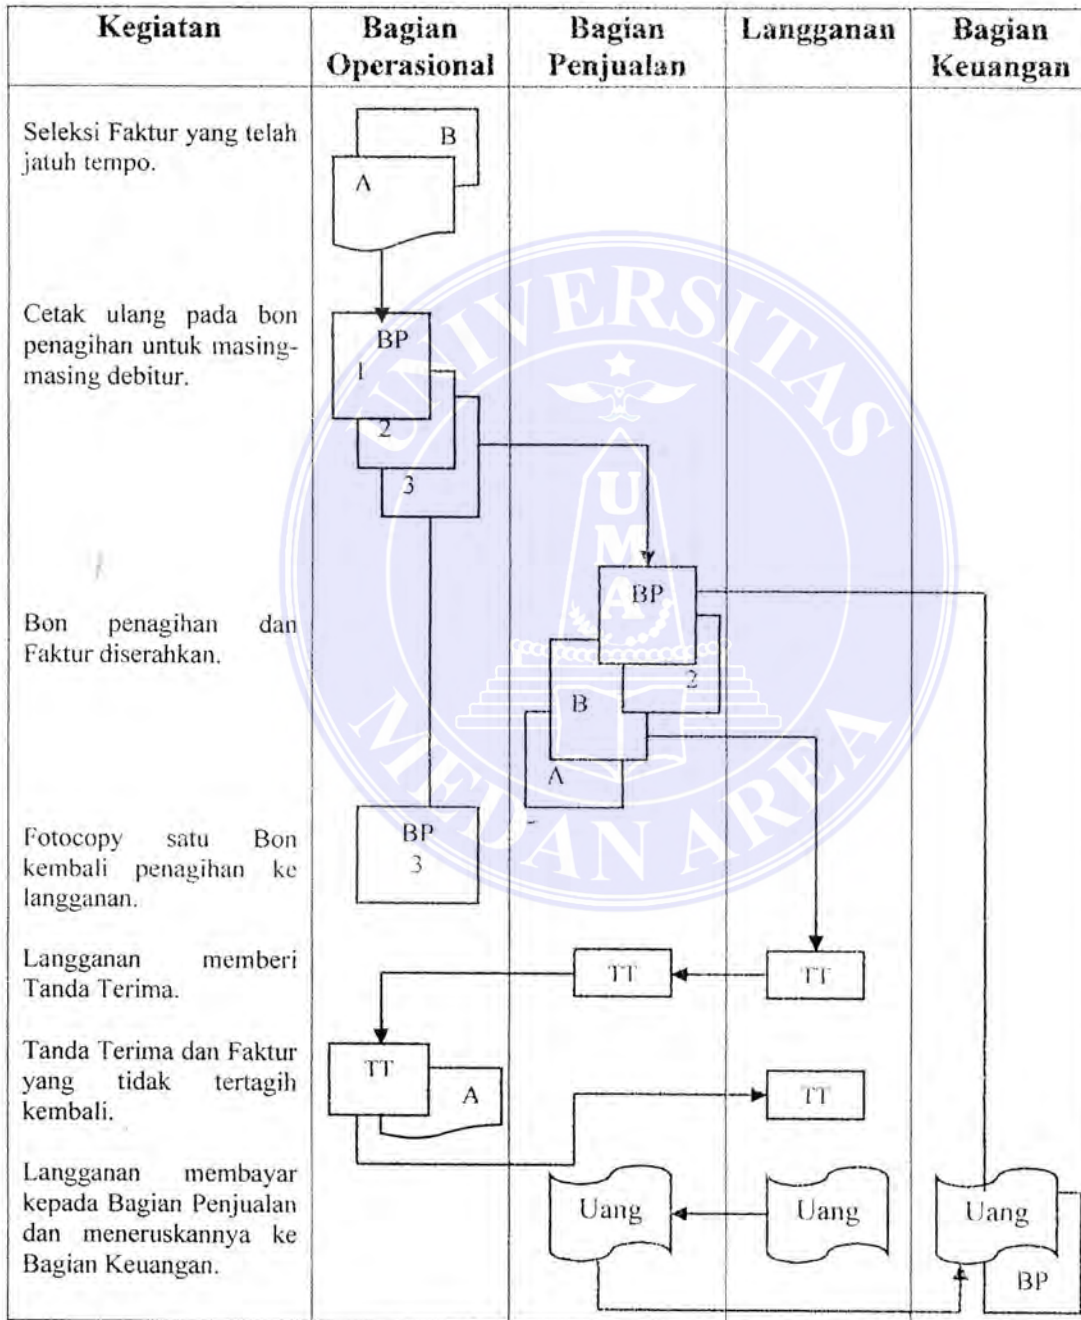 Kegiatan
Bagian
Operasional
Bagian
Penjualan
Langganan
Bagian
Keuangan
Seleksi Faktur yang telah
jatuh tempo.
B
A
Cetak ulang pada bon
penagihan untuk masing-
masing debitur.
BP
1
2
3
Bon penagihan dan
Faktur diserahkan.
BP
2
B
A
Fotocopy satu Bon
kembali penagihan ke
langganan.
BP
3
Langganan memberi
Tanda Terima.
TT
TT
Tanda Terima dan Faktur
yang tidak tertagih
kembali.
TT
A
TT
Langganan membayar
kepada Bagian Penjualan
dan meneruskannya ke
Bagian Keuangan.
Uang
Uang
Uang
BP
UNIVERSITAS
MEDAN AREA
U
M
A